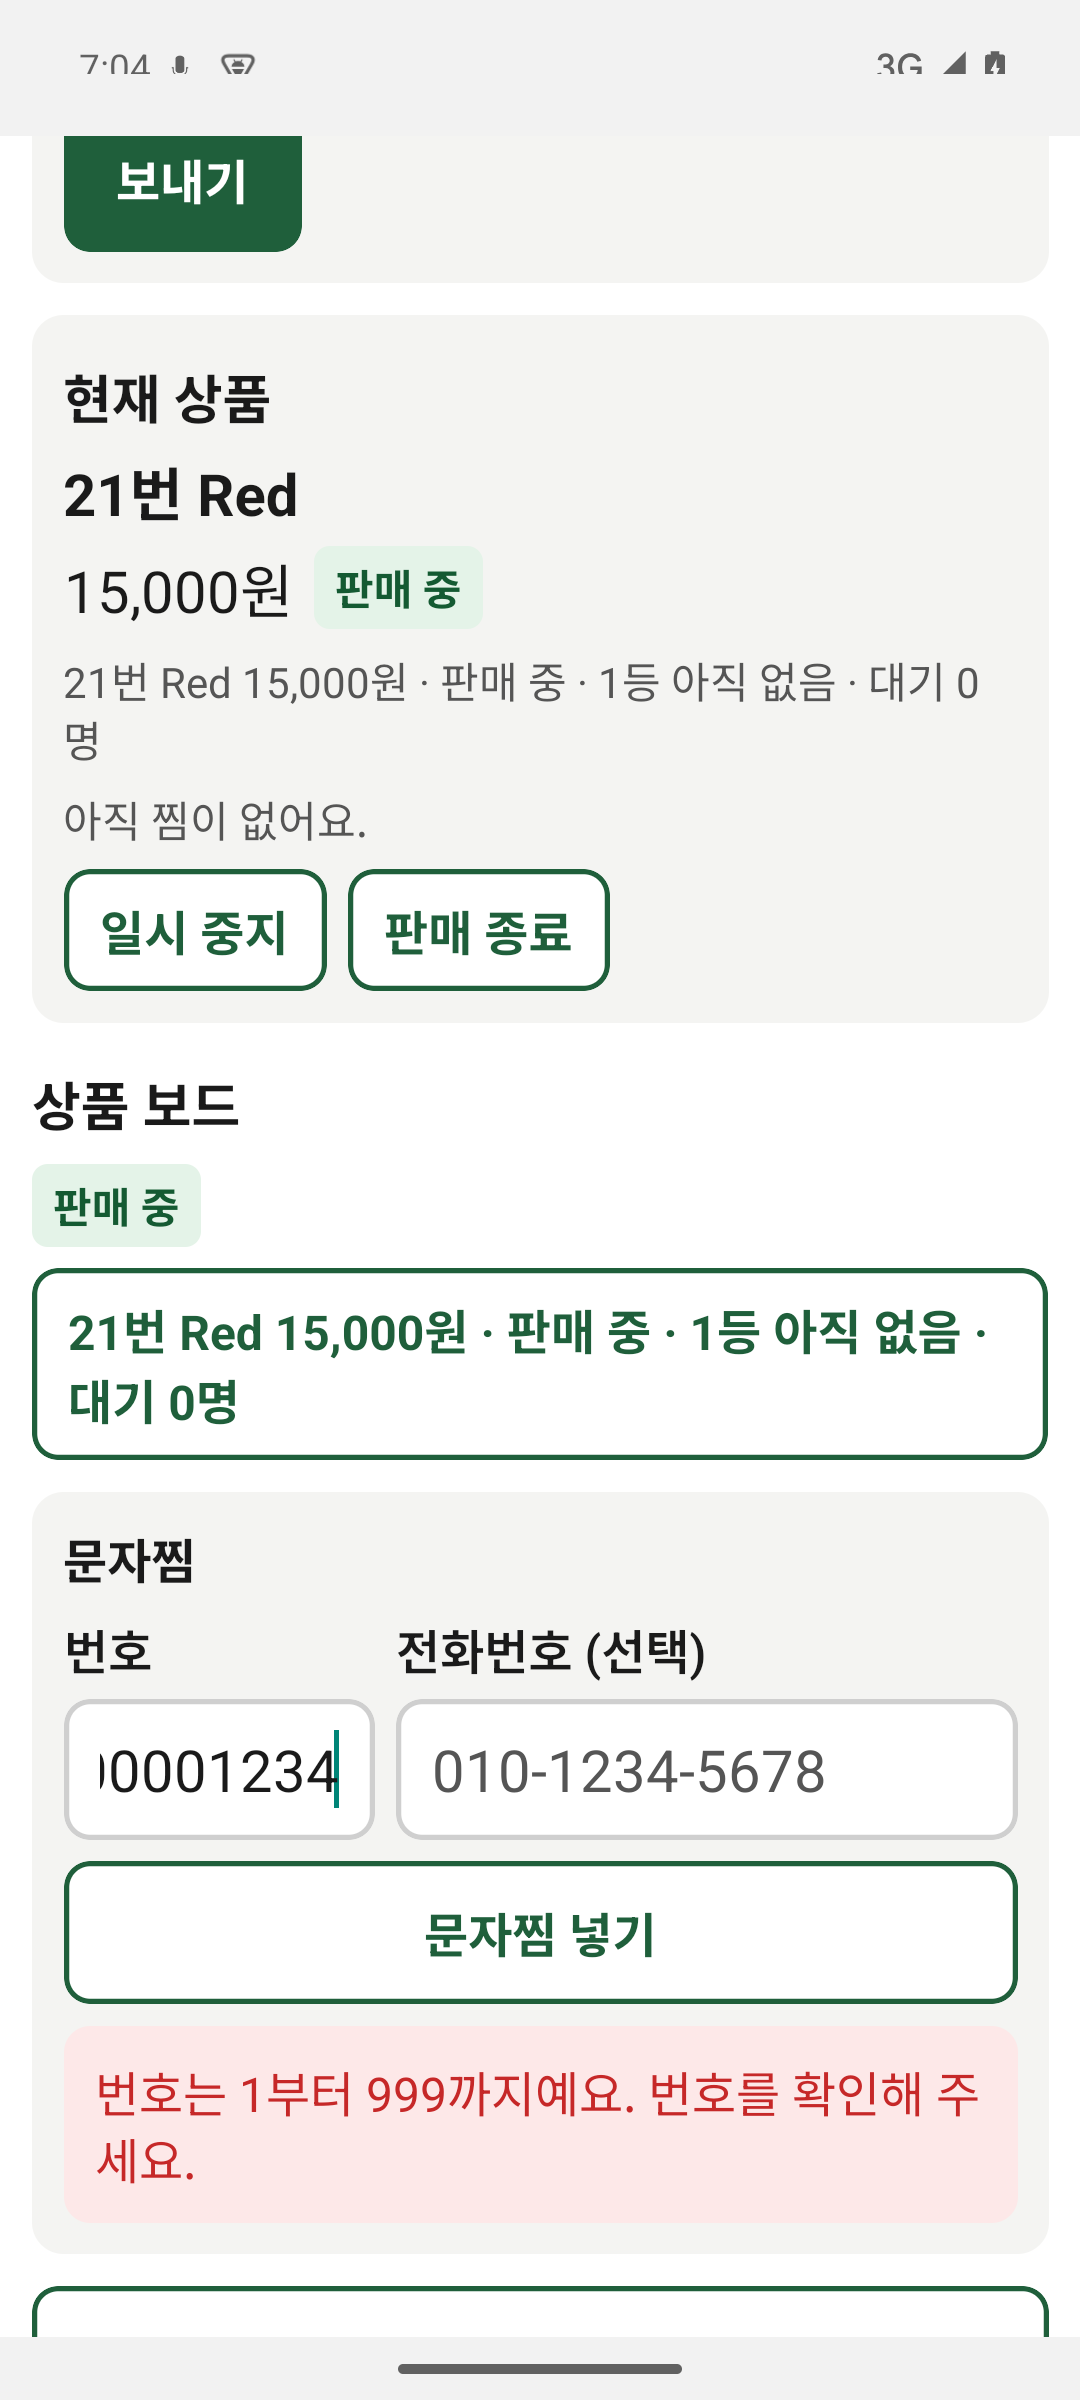 7:04
3G
보내기
현재 상품
21번 Red
15,000원 판매 중
21번 Red 15,000원 · 판매 중 · 1등 아직 없음 · 대기 0
명
아직 찜이 없어요.
일시 중지 판매 종료
상품 보드
판매 중
21번 Red 15,000원 · 판매 중 · 1등 아직 없음 ·
대기 0명
문자찜
번호 전화번호 (선택)
00001234 010-1234-5678
문자찜 넣기
번호는 1부터 999까지예요. 번호를 확인해 주
세요.